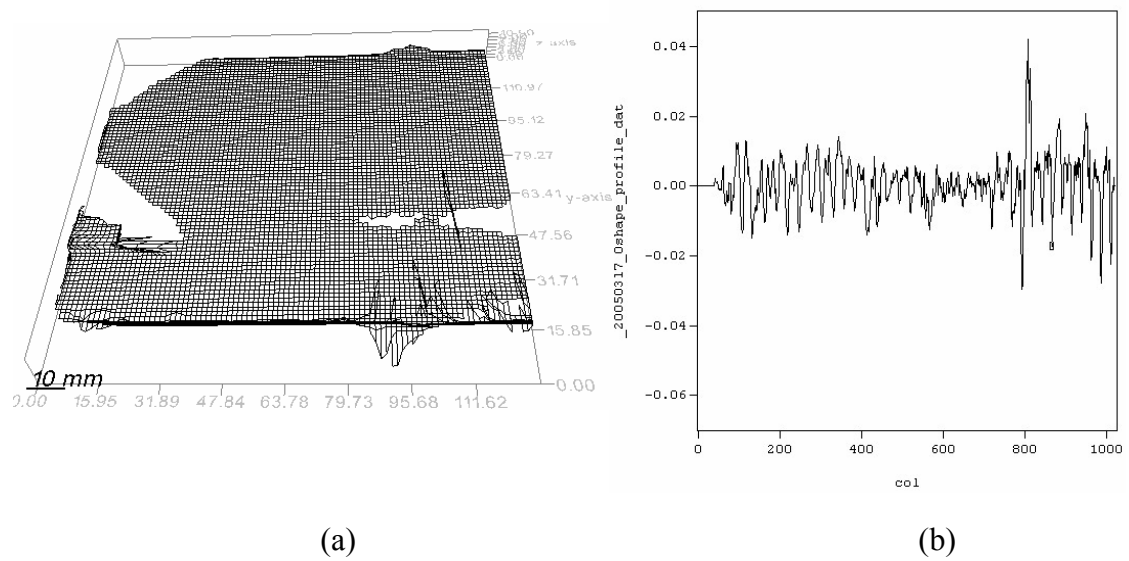 z-axis
0.00
110.97
95.12
79.27
63.41 y-axis
47.56
31.71
15.85
0.00
10 mm
0.00 15.95 31.89 47.84 63.78 79.73 95.68 111.62
(a)
_20050317_0shape_profile_dat
0.04
0.02
0.00
-0.02
-0.04
-0.06
0 200 400 600 800 1000
col
(b)